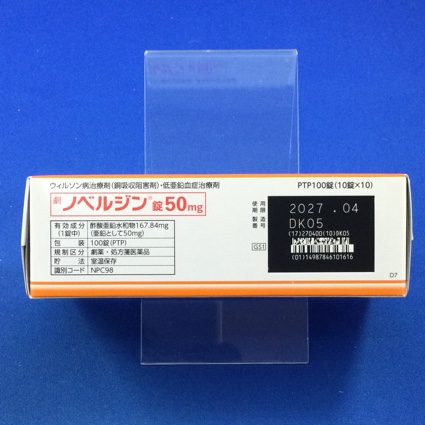 ウィルソン病治療剤(銅吸収阻害剤)・低亜鉛血症治療剤
PTP100錠(10錠×10)
劇 ノベルジン®錠50mg
有効成分(1錠中) 酢酸亜鉛水和物167.84mg(亜鉛として50mg)
包装 100錠(PTP)
規制区分 劇薬・処方箋医薬品
貯法 室温保存
識別コード NPC98
使用期限 2027.04
製造番号 DK05
(17)270400(10)DK05
GS1
(01)14987846101616
D7